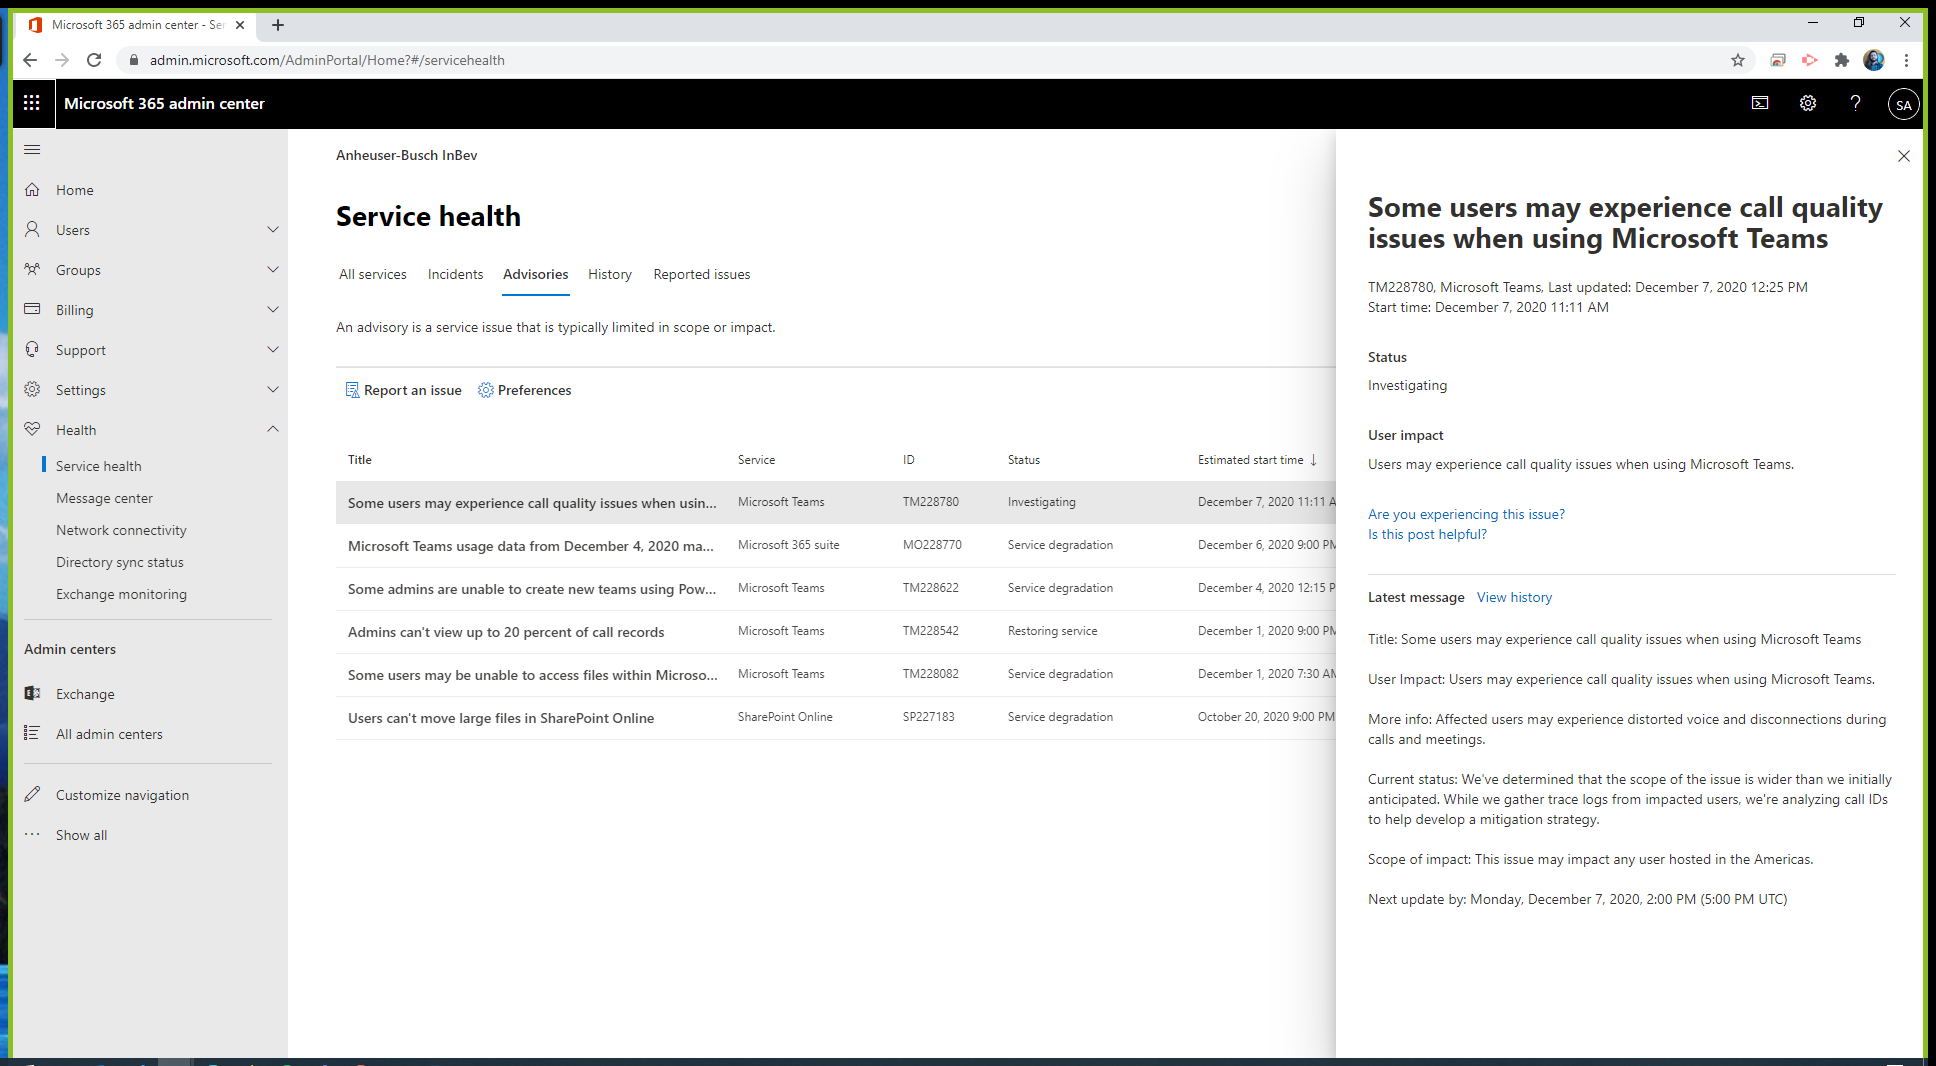 Microsoft 365 admin center - Ser
admin.microsoft.com/AdminPortal/Home?#/servicehealth
Microsoft 365 admin center
SA
Home
Users
Groups
Billing
Support
Settings
Health
Service health
Message center
Network connectivity
Directory sync status
Exchange monitoring
Admin centers
Exchange
All admin centers
Customize navigation
Show all
Anheuser-Busch InBev
Service health
All services Incidents Advisories History Reported issues
An advisory is a service issue that is typically limited in scope or impact.
Report an issue Preferences
Title Service ID Status Estimated start time ↓
Some users may experience call quality issues when usin... Microsoft Teams TM228780 Investigating December 7, 2020 11:11 A
Microsoft Teams usage data from December 4, 2020 ma... Microsoft 365 suite MO228770 Service degradation December 6, 2020 9:00 PM
Some admins are unable to create new teams using Pow... Microsoft Teams TM228622 Service degradation December 4, 2020 12:15 P
Admins can't view up to 20 percent of call records Microsoft Teams TM228542 Restoring service December 1, 2020 9:00 PM
Some users may be unable to access files within Microso... Microsoft Teams TM228082 Service degradation December 1, 2020 7:30 AM
Users can't move large files in SharePoint Online SharePoint Online SP227183 Service degradation October 20, 2020 9:00 PM
Some users may experience call quality
issues when using Microsoft Teams
TM228780, Microsoft Teams, Last updated: December 7, 2020 12:25 PM
Start time: December 7, 2020 11:11 AM
Status
Investigating
User impact
Users may experience call quality issues when using Microsoft Teams.
Are you experiencing this issue?
Is this post helpful?
Latest message View history
Title: Some users may experience call quality issues when using Microsoft Teams
User Impact: Users may experience call quality issues when using Microsoft Teams.
More info: Affected users may experience distorted voice and disconnections during
calls and meetings.
Current status: We've determined that the scope of the issue is wider than we initially
anticipated. While we gather trace logs from impacted users, we're analyzing call IDs
to help develop a mitigation strategy.
Scope of impact: This issue may impact any user hosted in the Americas.
Next update by: Monday, December 7, 2020, 2:00 PM (5:00 PM UTC)